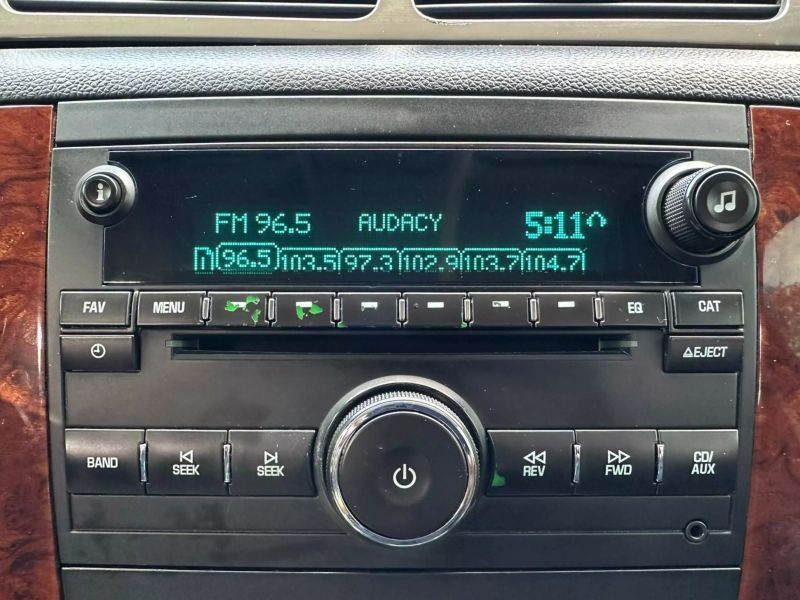 FM 96.5 AUDACY 5:11
1 96.5 103.5 97.3 102.9 103.7 104.7
FAV MENU EQ CAT
EJECT
BAND SEEK SEEK REV FWD CD/
AUX